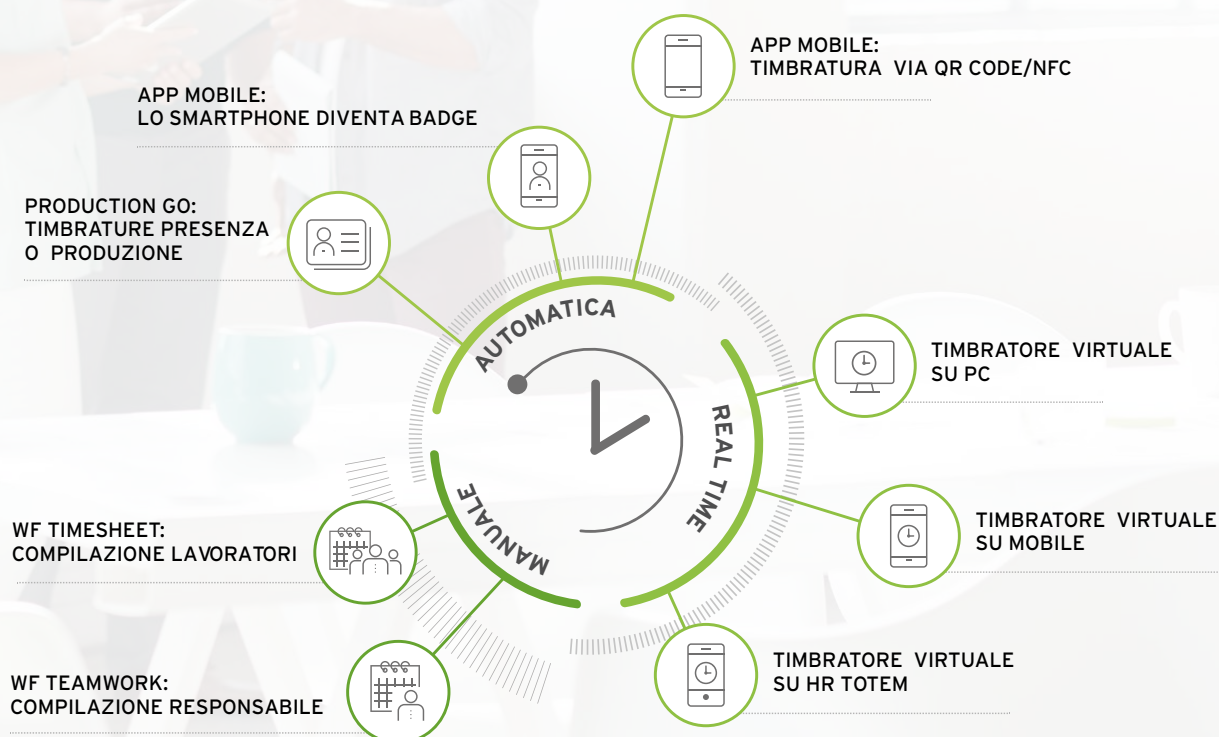 APP MOBILE:
TIMBRATURA VIA QR CODE/NFC
APP MOBILE:
LO SMARTPHONE DIVENTA BADGE
PRODUCTION GO:
TIMBRATURE PRESENZA
O PRODUZIONE
AUTOMATICA
REAL TIME
MANUALE
TIMBRATORE VIRTUALE
SU PC
TIMBRATORE VIRTUALE
SU MOBILE
WF TIMESHEET:
COMPILAZIONE LAVORATORI
TIMBRATORE VIRTUALE
SU HR TOTEM
WF TEAMWORK:
COMPILAZIONE RESPONSABILE